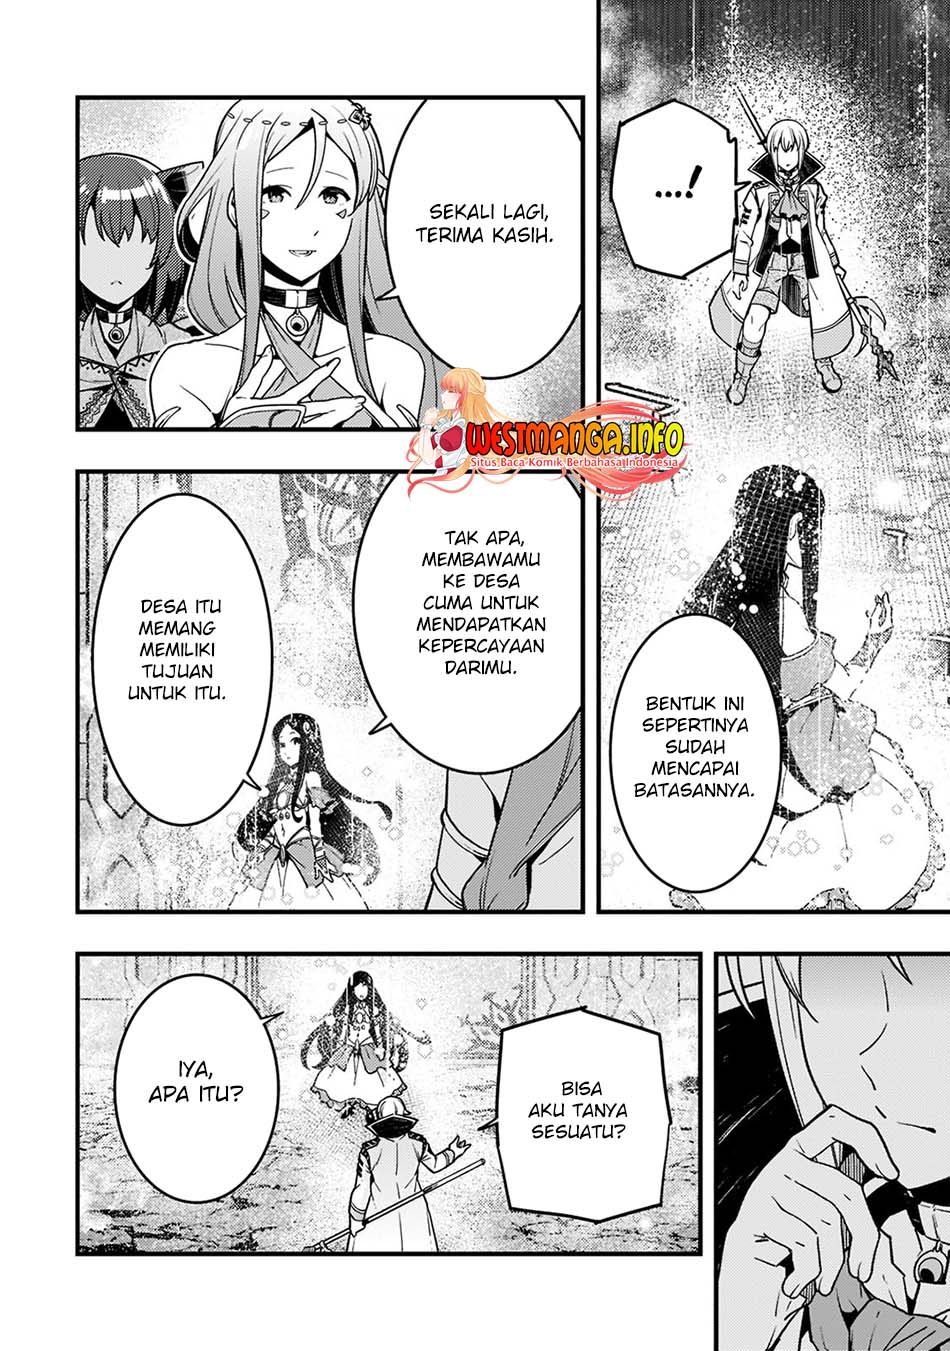 ....!
BENTUK INI
SEPERTINYA
SUDAH
MENCAPAI
BATASANNYA.
SEKALI LAGI,
TERIMA KASIH.
WESTMANGA.INFO
Situs Baca Komik Berbahasa Indonesia
TAK APA,
MEMBAWAMU
KE DESA
CUMA UNTUK
MENDAPATKAN
KEPERCAYAAN
DARIMU.
DESA ITU
MEMANG
MEMILIKI
TUJUAN
UNTUK ITU.
BISA
AKU TANYA
SESUATU?
IYA,
APA ITU?